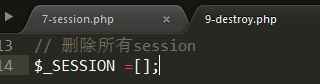 7-session.php × 9-destroy.php
13 // 删除所有session
14 $_SESSION =[];